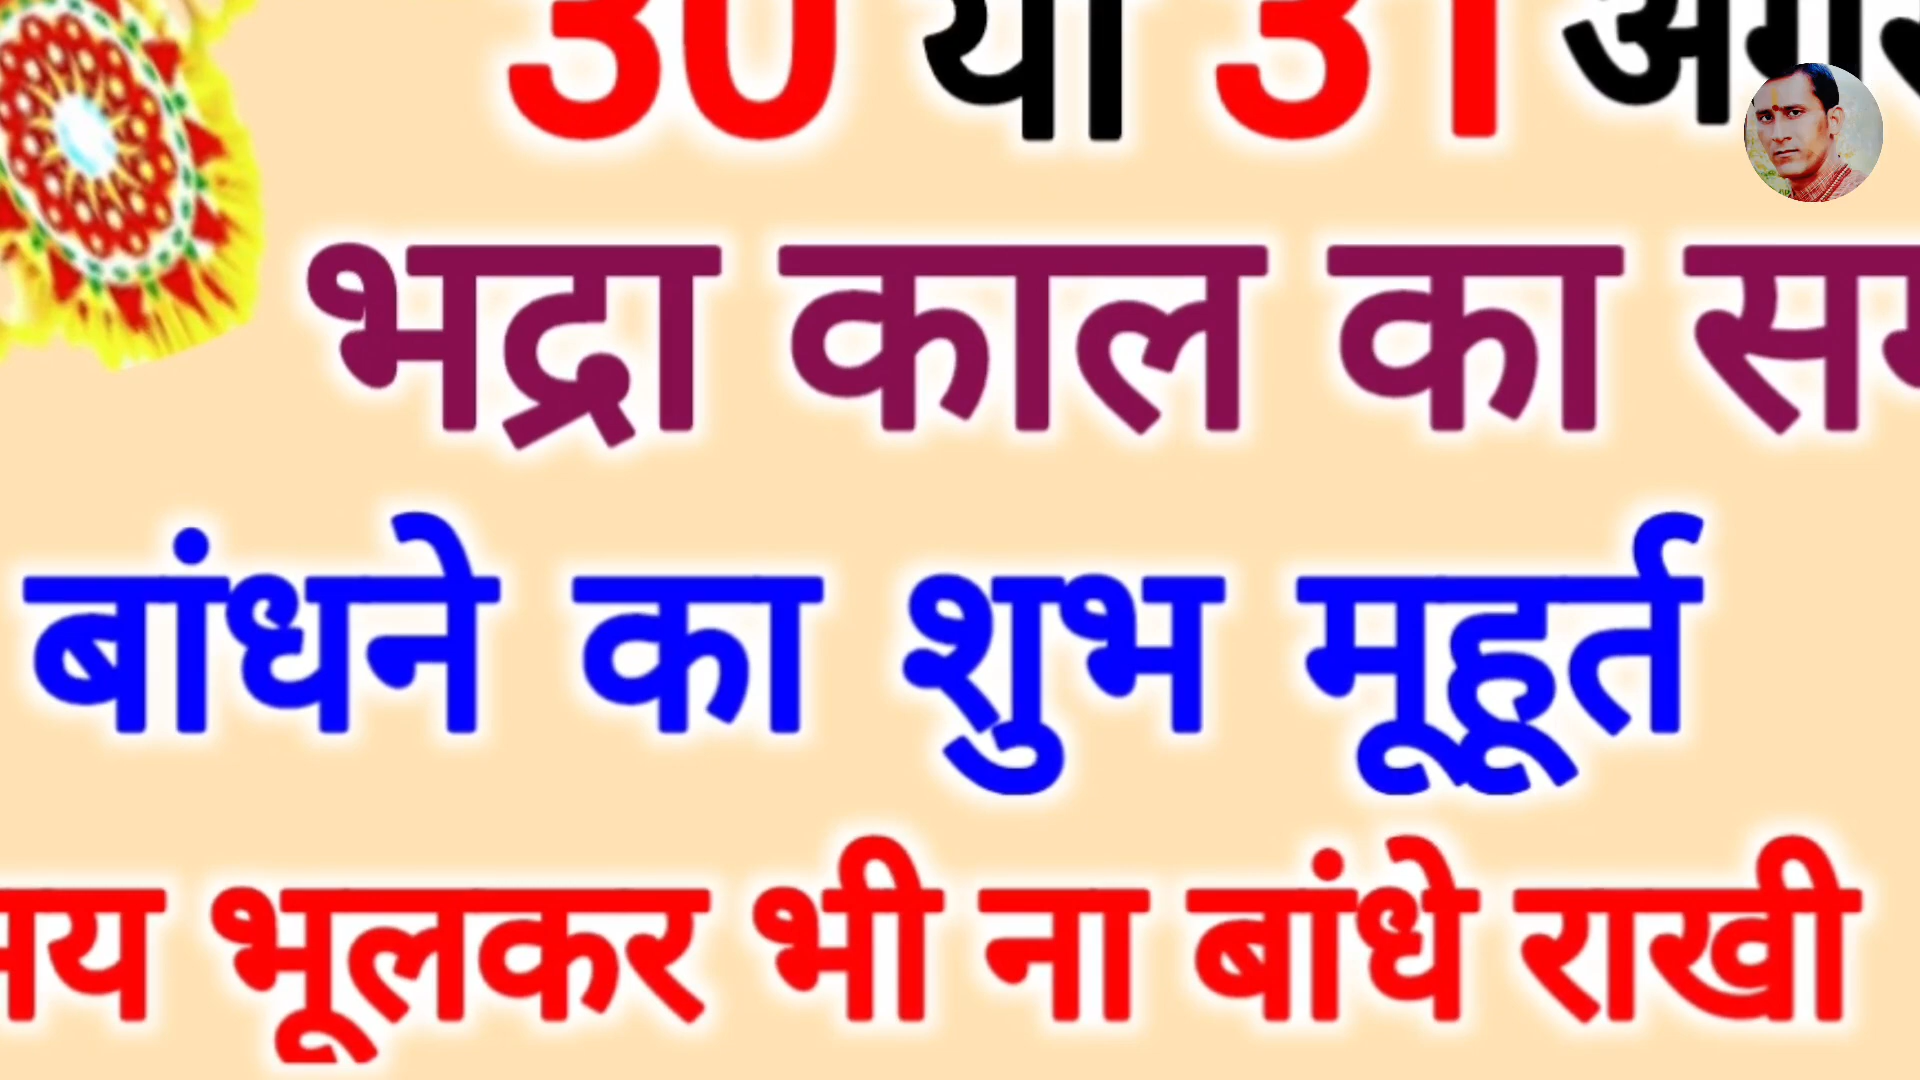 30 या 31
भद्रा काल का
बांधने का शुभ मूहूर्त
भूलकर भी ना बांधे राखी